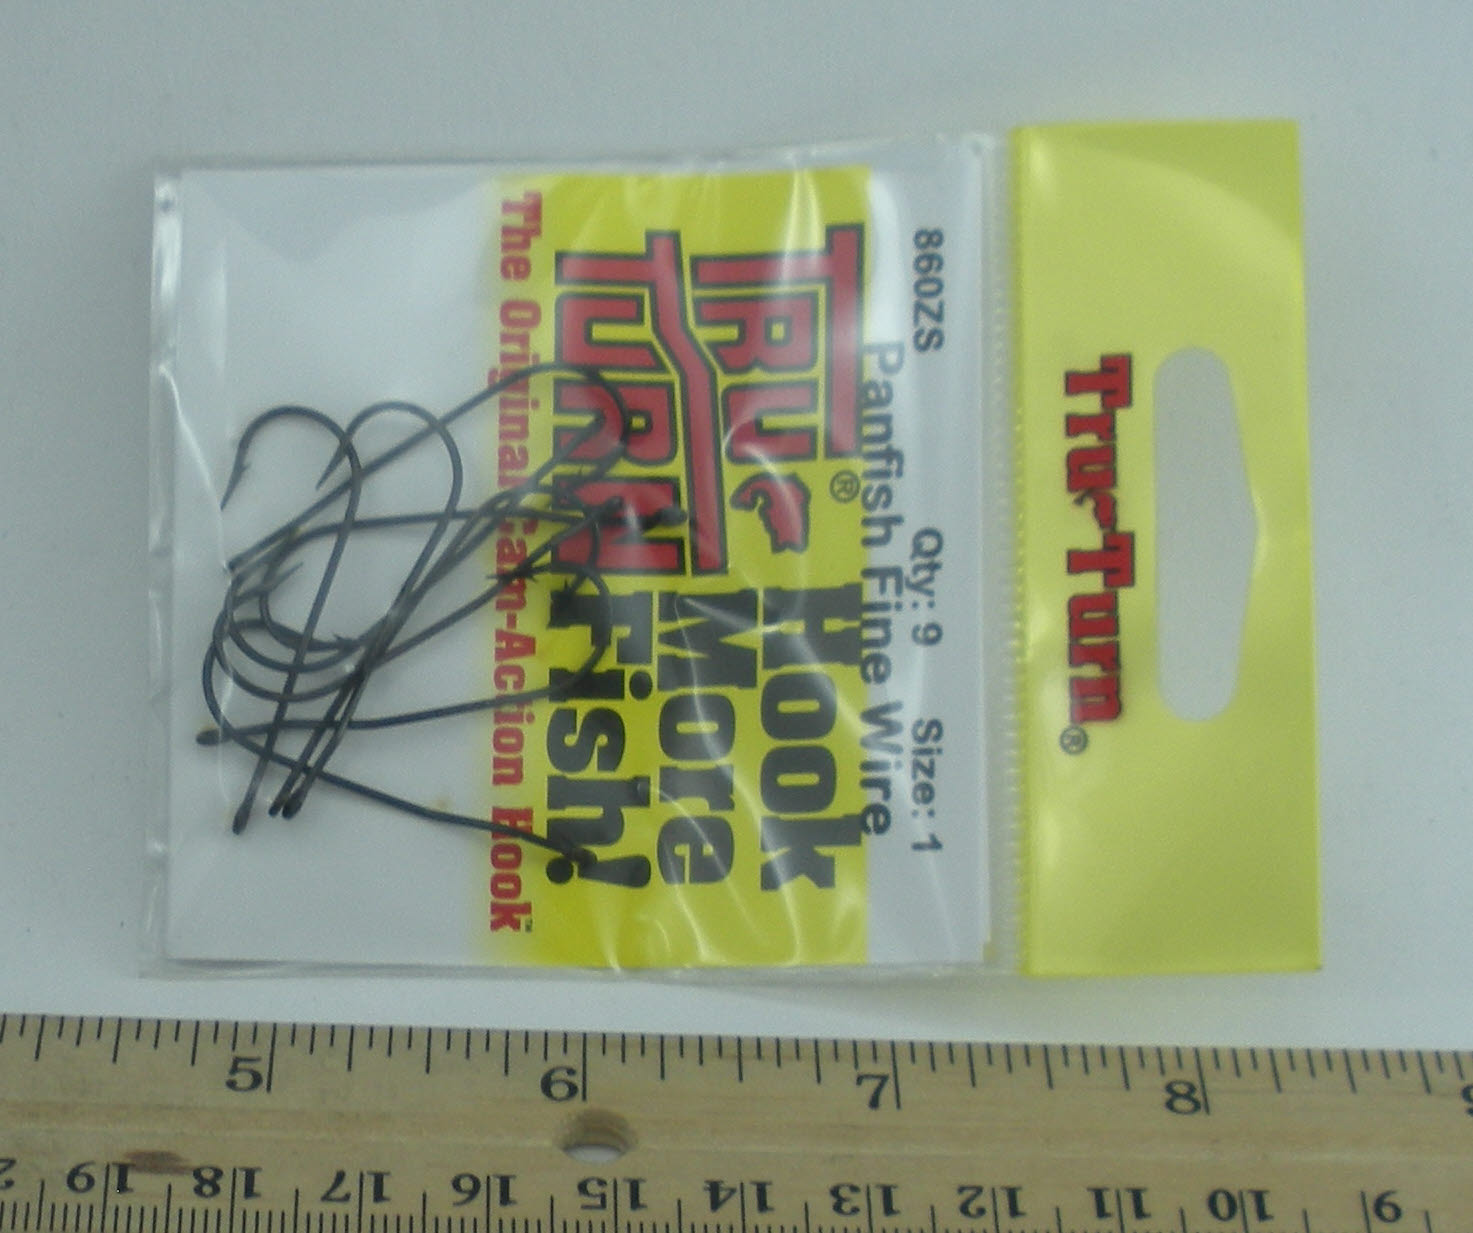 Tru-Turn®
860ZS Qty: 9 Size: 1
Panfish Fine Wire
TRU-TURN®
Hook
More
Fish!
The Original Cam-Action Hook™
5 6 7 8
19 18 17 16 15 14 13 12 11 10 9